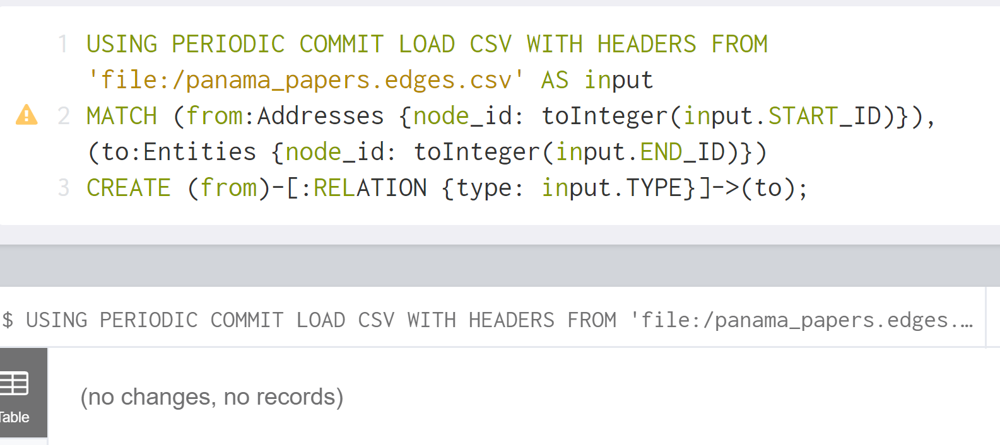 1 USING PERIODIC COMMIT LOAD CSV WITH HEADERS FROM
'file:/panama_papers.edges.csv' AS input
2 MATCH (from:Addresses {node_id: toInteger(input.START_ID)}),
(to:Entities {node_id: toInteger(input.END_ID)})
3 CREATE (from)-[:RELATION {type: input.TYPE}]->(to);
$ USING PERIODIC COMMIT LOAD CSV WITH HEADERS FROM 'file:/panama_papers.edges.…
(no changes, no records)
Table